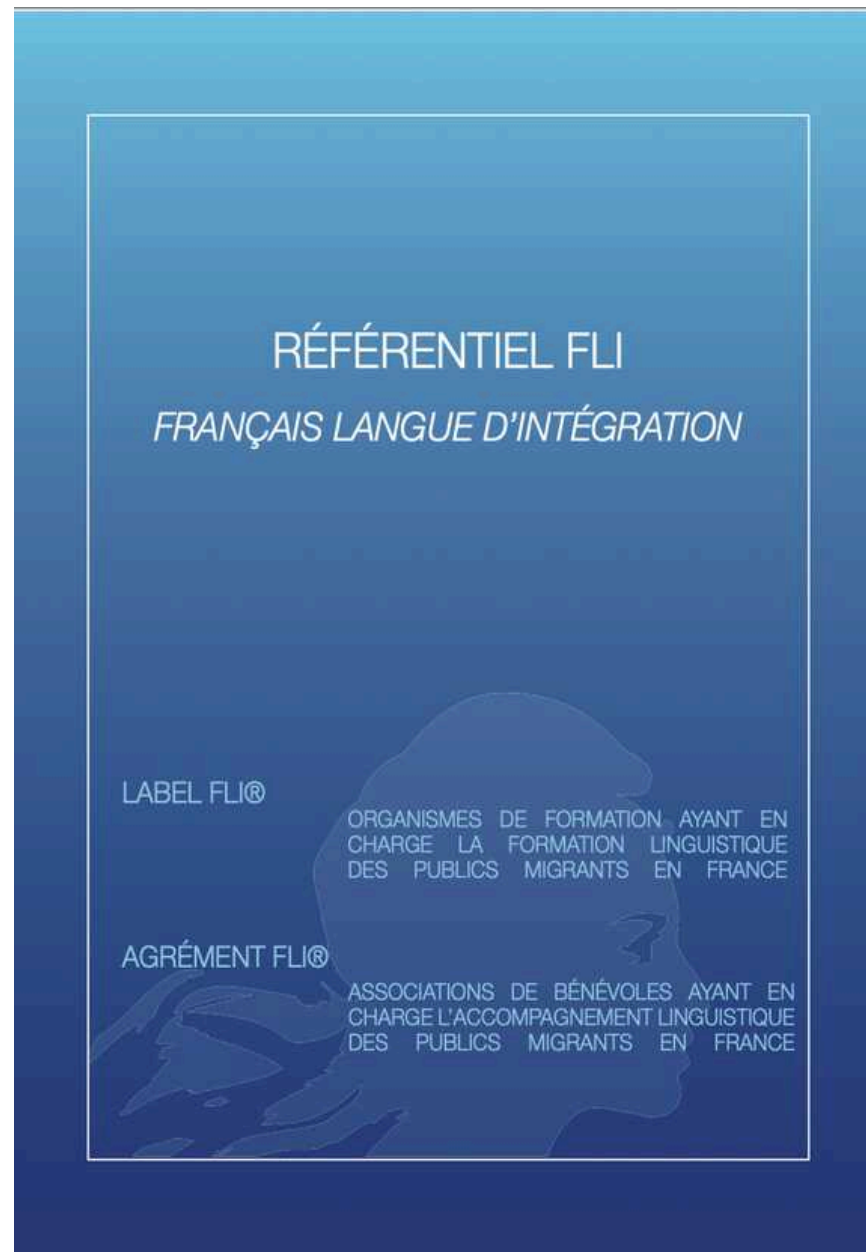 RÉFÉRENTIEL FLI
FRANÇAIS LANGUE D'INTÉGRATION
LABEL FLI®
ORGANISMES DE FORMATION AYANT EN
CHARGE LA FORMATION LINGUISTIQUE
DES PUBLICS MIGRANTS EN FRANCE
AGRÉMENT FLI®
ASSOCIATIONS DE BÉNÉVOLES AYANT EN
CHARGE L'ACCOMPAGNEMENT LINGUISTIQUE
DES PUBLICS MIGRANTS EN FRANCE